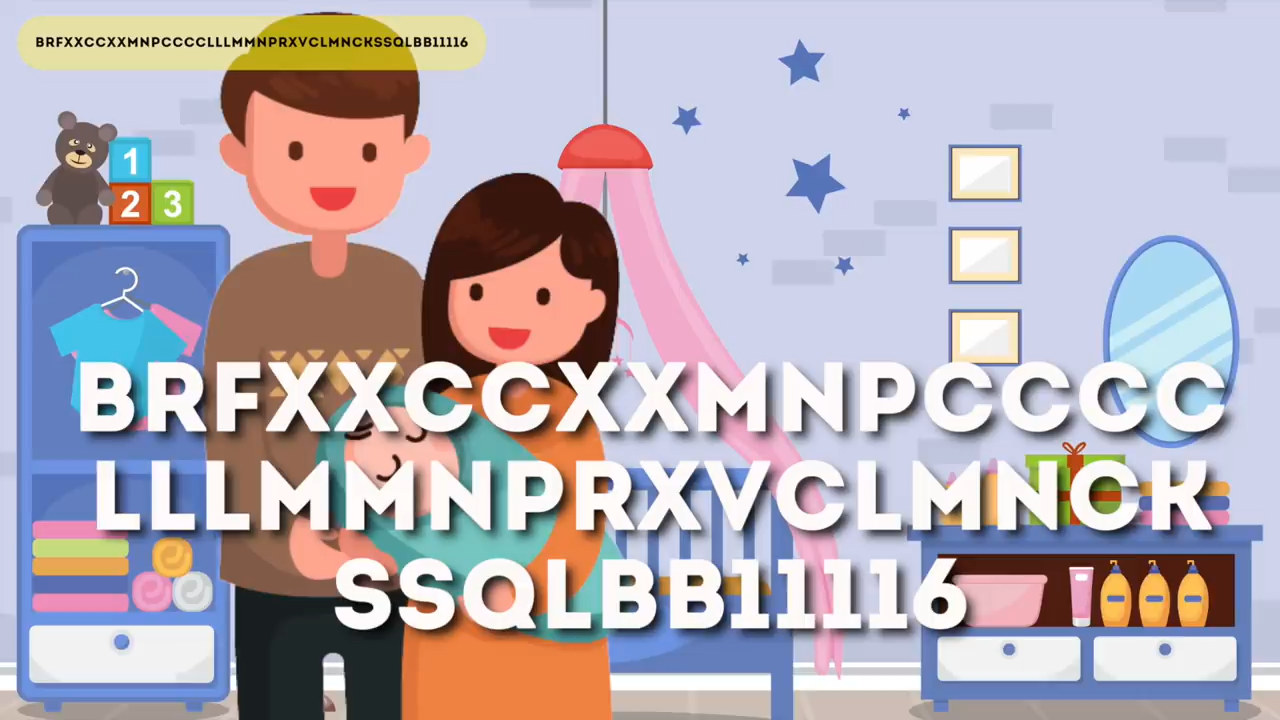 BRFXXCCXXMNPCCCCLLLMMNPRXVCLMNCKSSQLBB11116
1
2 3
BRFXXCCXXMNPCCCC
LLLMMNPRXVCLMNCK
SSQLBB11116